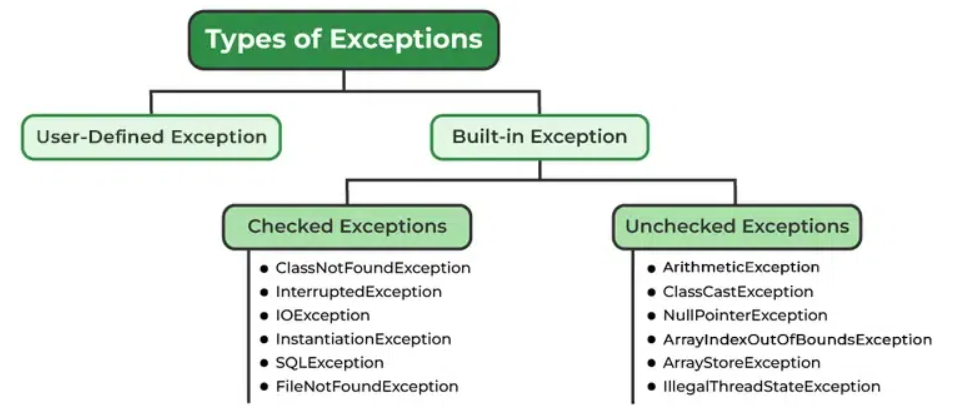 Types of Exceptions
User-Defined Exception
Built-in Exception
Checked Exceptions
• ClassNotFoundException
• InterruptedException
• IOException
• InstantiationException
• SQLException
• FileNotFoundException
Unchecked Exceptions
• ArithmeticException
• ClassCastException
• NullPointerException
• ArrayIndexOutOfBoundsException
• ArrayStoreException
• IllegalThreadStateException